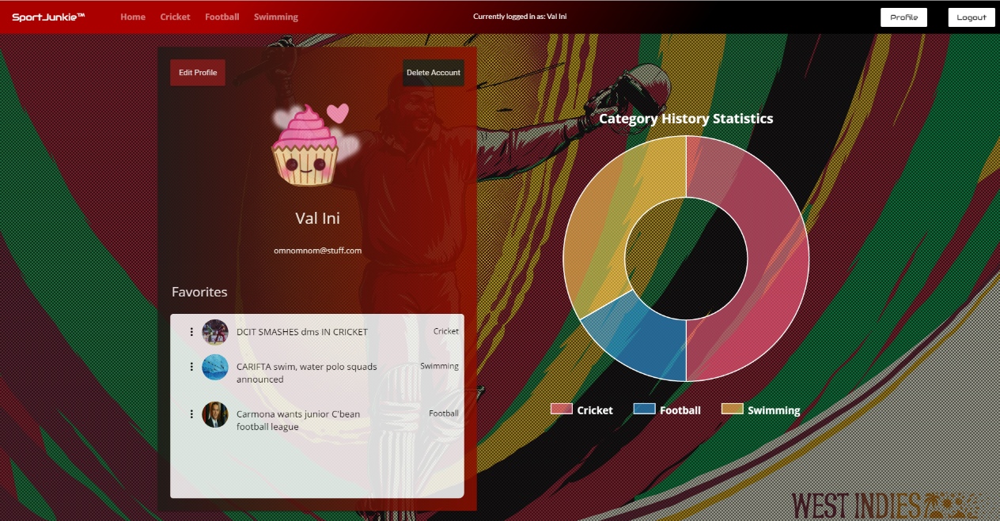 SportJunkie™ Home Cricket Football Swimming Currently logged in as: Val Ini Profile Logout
Edit Profile Delete Account
Val Ini
omnomnom@stuff.com
Favorites
DCIT SMASHES dms IN CRICKET Cricket
CARIFTA swim, water polo squads Swimming
announced
Carmona wants junior C'bean Football
football league
Category History Statistics
Cricket Football Swimming
WEST INDIES